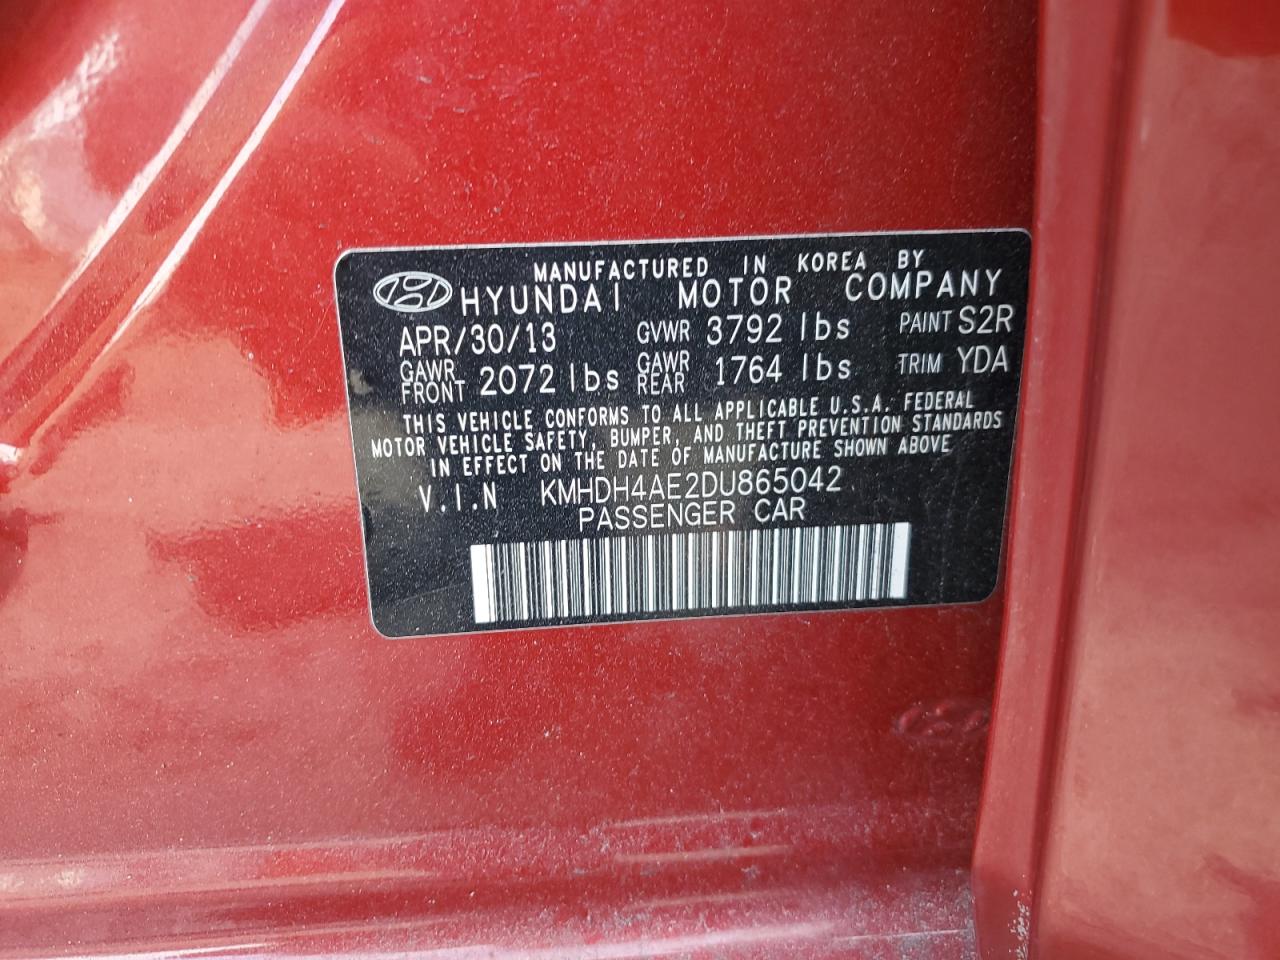 MANUFACTURED IN KOREA BY
HYUNDAI MOTOR COMPANY
APR/30/13 GVWR 3792 lbs PAINT S2R
GAWR FRONT 2072 lbs GAWR REAR 1764 lbs TRIM YDA
THIS VEHICLE CONFORMS TO ALL APPLICABLE U.S.A. FEDERAL
MOTOR VEHICLE SAFETY, BUMPER, AND THEFT PREVENTION STANDARDS
IN EFFECT ON THE DATE OF MANUFACTURE SHOWN ABOVE
V.I.N KMHDH4AE2DU865042
PASSENGER CAR